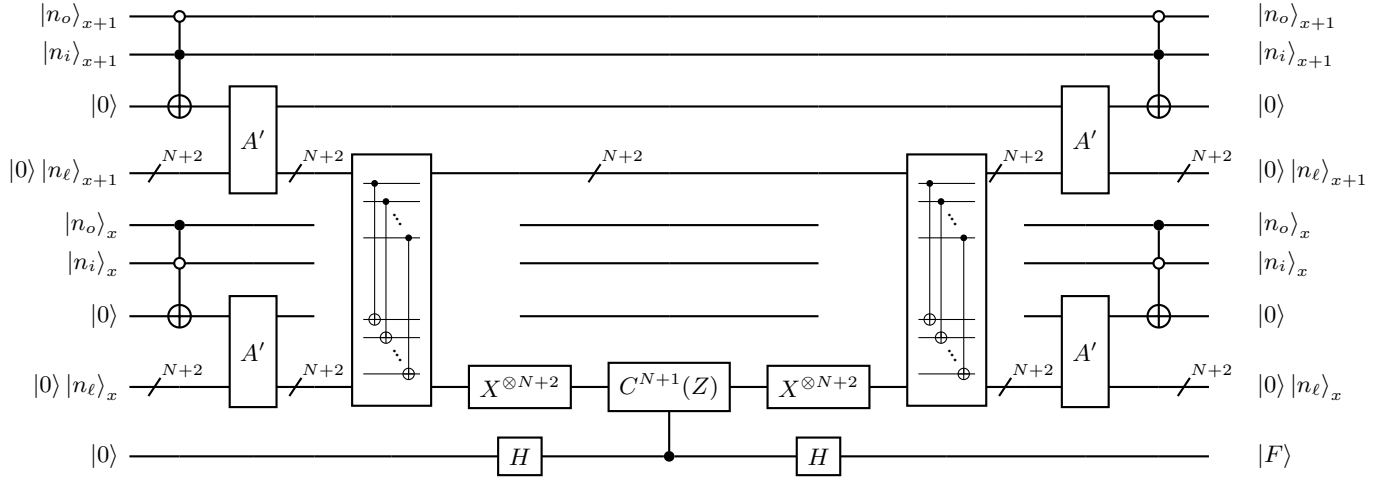 |n_o⟩_{x+1} |n_o⟩_{x+1}
|n_i⟩_{x+1} |n_i⟩_{x+1}
|0⟩ |0⟩
A′ A′
N+2 N+2 N+2 N+2 N+2
|0⟩ |n_ℓ⟩_{x+1} |0⟩ |n_ℓ⟩_{x+1}
|n_o⟩_x |n_o⟩_x
|n_i⟩_x |n_i⟩_x
|0⟩ |0⟩
A′ A′
N+2 N+2 N+2 N+2
|0⟩ |n_ℓ⟩_x X^{⊗N+2} C^{N+1}(Z) X^{⊗N+2} |0⟩ |n_ℓ⟩_x
|0⟩ H H |F⟩